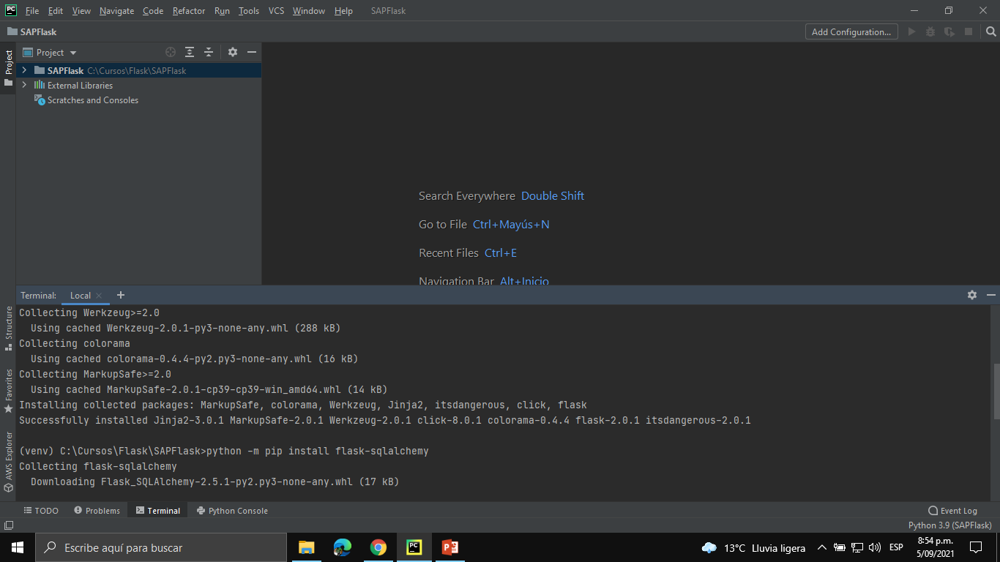 PC File Edit View Navigate Code Refactor Run Tools VCS Window Help SAPFlask
SAPFlask Add Configuration...
Project
Project
SAPFlask C:\Cursos\Flask\SAPFlask
External Libraries
Scratches and Consoles
Search Everywhere Double Shift
Go to File Ctrl+Mayús+N
Recent Files Ctrl+E
Navigation Bar Alt+Inicio
Terminal: Local
Structure
Favorites
AWS Explorer
Collecting Werkzeug>=2.0
Using cached Werkzeug-2.0.1-py3-none-any.whl (288 kB)
Collecting colorama
Using cached colorama-0.4.4-py2.py3-none-any.whl (16 kB)
Collecting MarkupSafe>=2.0
Using cached MarkupSafe-2.0.1-cp39-cp39-win_amd64.whl (14 kB)
Installing collected packages: MarkupSafe, colorama, Werkzeug, Jinja2, itsdangerous, click, flask
Successfully installed Jinja2-3.0.1 MarkupSafe-2.0.1 Werkzeug-2.0.1 click-8.0.1 colorama-0.4.4 flask-2.0.1 itsdangerous-2.0.1
(venv) C:\Cursos\Flask\SAPFlask>python -m pip install flask-sqlalchemy
Collecting flask-sqlalchemy
Downloading Flask_SQLAlchemy-2.5.1-py2.py3-none-any.whl (17 kB)
TODO Problems Terminal Python Console Event Log
Python 3.9 (SAPFlask)
Escribe aquí para buscar
PC
P
13°C Lluvia ligera
ESP
8:54 p.m.
5/09/2021